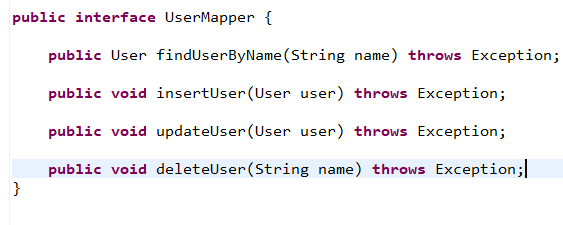 public interface UserMapper {
public User findUserByName(String name) throws Exception;
public void insertUser(User user) throws Exception;
public void updateUser(User user) throws Exception;
public void deleteUser(String name) throws Exception;
}